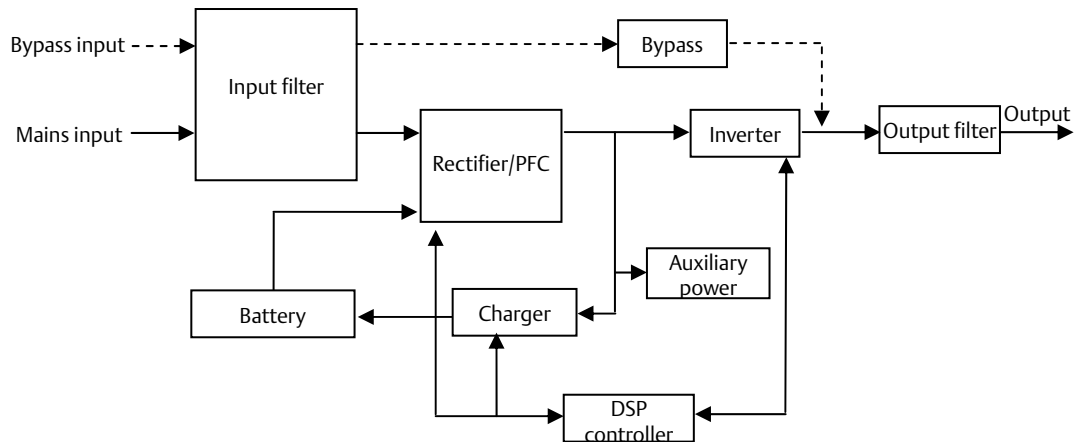 Bypass input
Bypass
Input filter
Mains input
Rectifier/PFC
Inverter
Output filter
Output
Auxiliary
power
Battery
Charger
DSP
controller